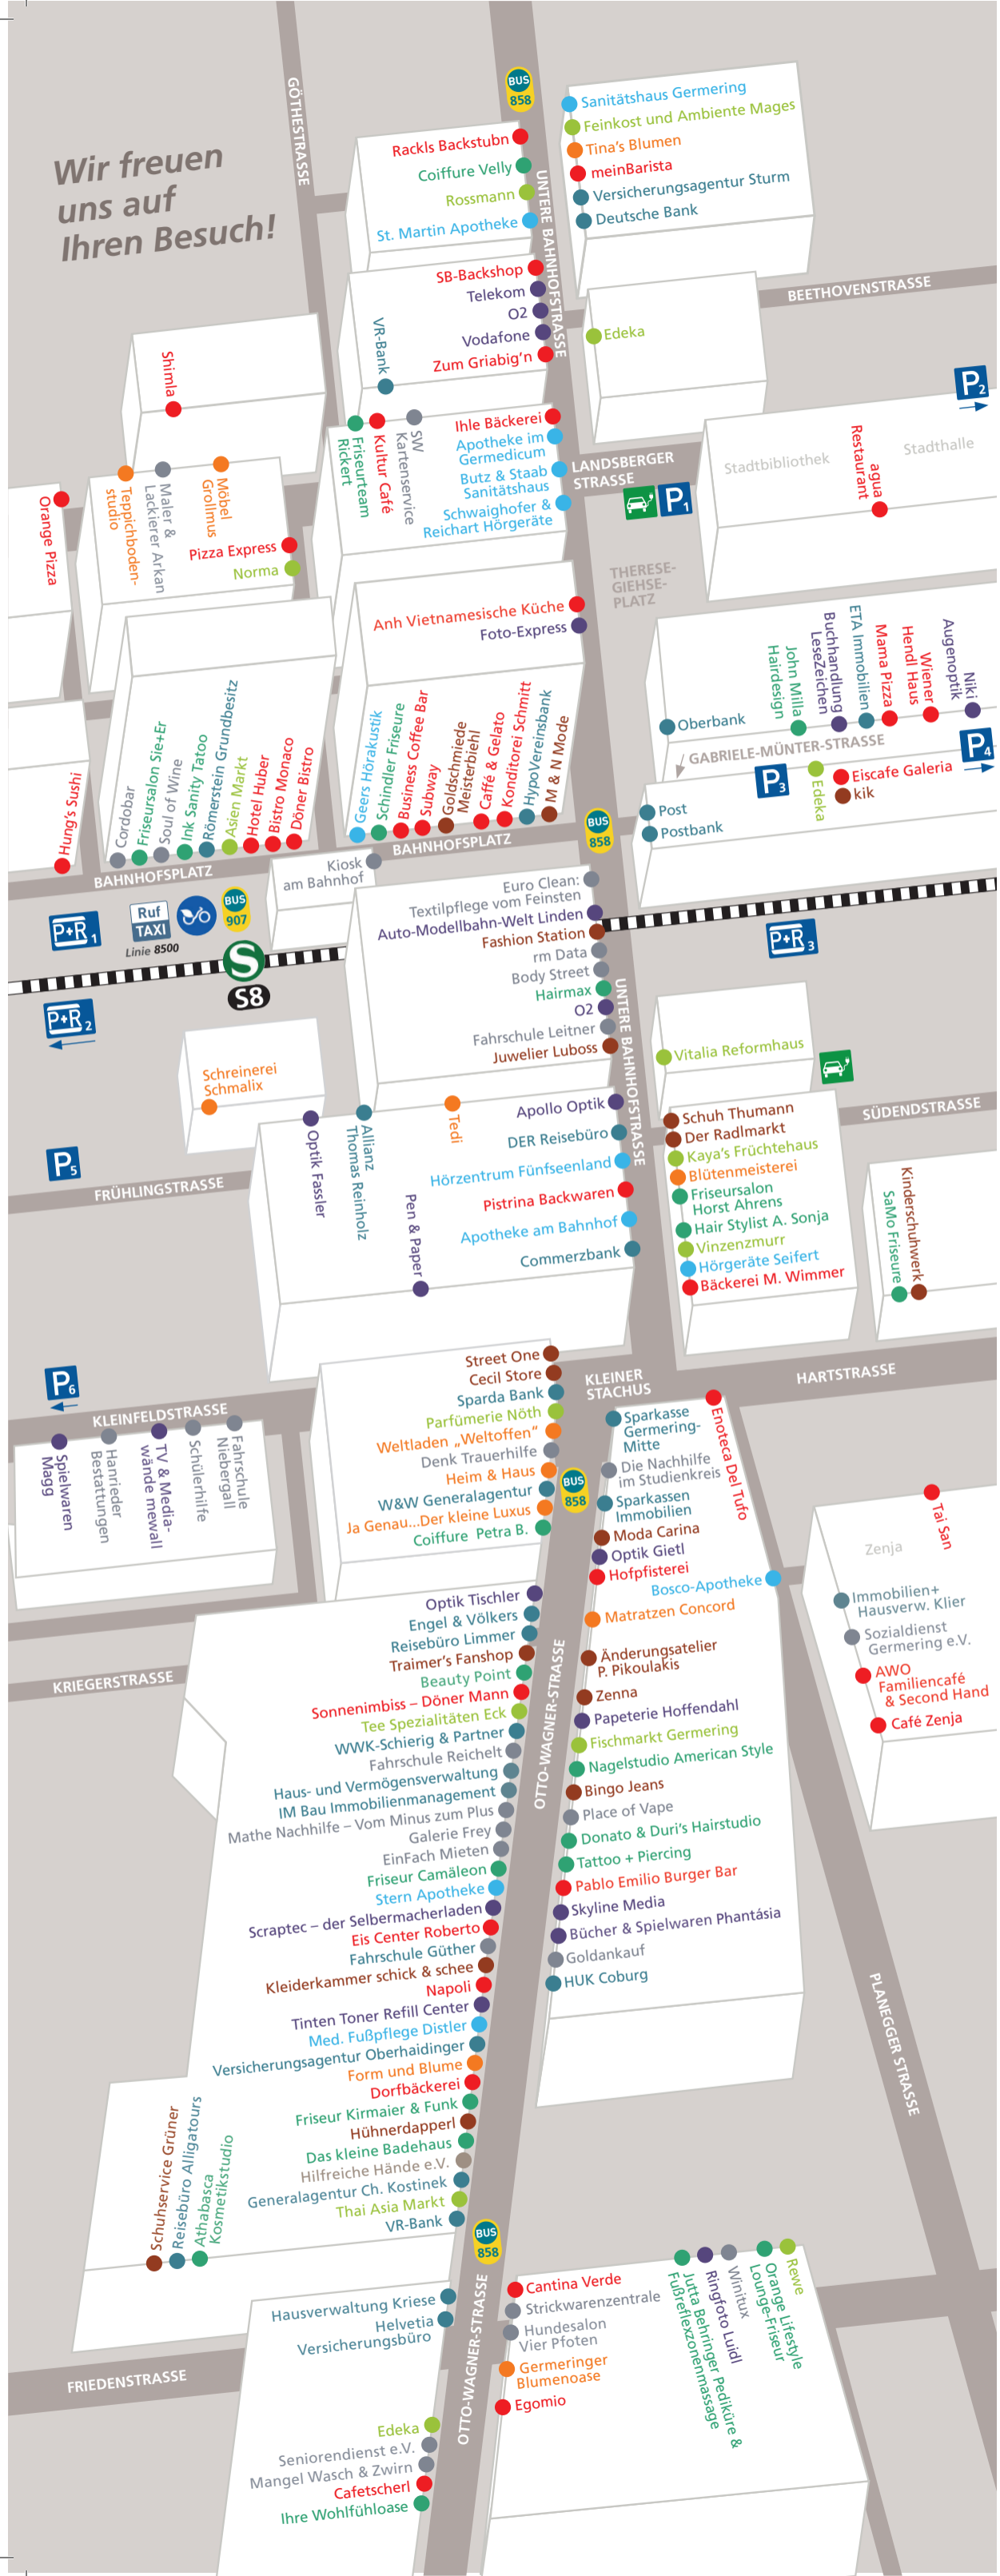 Wir freuen
uns auf
Ihren Besuch!
GÖTHESTRASSE
BUS
858
Rackls Backstubn
Coiffure Velly
Rossmann
St. Martin Apotheke
UNTERE BAHNHOFSTRASSE
Sanitätshaus Germering
Feinkost und Ambiente Mages
Tina's Blumen
meinBarista
Versicherungsagentur Sturm
Deutsche Bank
SB-Backshop
Telekom
O2
Vodafone
Zum Griabig'n
VR-Bank
BEETHOVENSTRASSE
Edeka
Shimla
P2
Friseurteam
Rickert
Kultur Café
SW
Kartenservice
Ihle Bäckerei
Apotheke im
Germedicum
Butz & Staab
Sanitätshaus
Schwaighofer &
Reichart Hörgeräte
LANDSBERGER
STRASSE
P1
Stadtbibliothek
Stadthalle
Restaurant
agua
Orange Pizza
Teppichboden-
studio
Maler &
Lackierer Arkan
Möbel
Grollmus
Pizza Express
Norma
THERESE-
GIEHSE-
PLATZ
Anh Vietnamesische Küche
Foto-Express
Oberbank
John Milla
Hairdesign
Buchhandlung
LeseZeichen
ETA Immobilien
Mama Pizza
Wiener
Hendl Haus
Niki
Augenoptik
GABRIELE-MÜNTER-STRASSE
P4
P3
Edeka
Eiscafe Galeria
kik
Post
Postbank
Hung's Sushi
Cordobar
Friseursalon Sie+Er
Soul of Wine
Ink Sanity Tatoo
Römerstein Grundbesitz
Asien Markt
Hotel Huber
Bistro Monaco
Döner Bistro
Geers Hörakustik
Schindler Friseure
Business Coffee Bar
Subway
Goldschmiede
Meisterbiehl
Caffé & Gelato
Konditorei Schmitt
HypoVereinsbank
M & N Mode
BUS
858
BAHNHOFSPLATZ
BAHNHOFSPLATZ
Kiosk
am Bahnhof
P+R1
Ruf
TAXI
Linie 8500
BUS
907
S
S8
P+R2
P+R3
Euro Clean:
Textilpflege vom Feinsten
Auto-Modellbahn-Welt Linden
Fashion Station
rm Data
Body Street
Hairmax
O2
Fahrschule Leitner
Juwelier Luboss
UNTERE BAHNHOFSTRASSE
Vitalia Reformhaus
Schreinerei
Schmalix
P5
FRÜHLINGSTRASSE
Optik Fassler
Allianz
Thomas Reinholz
Tedi
Pen & Paper
Apollo Optik
DER Reisebüro
Hörzentrum Fünfseenland
Pistrina Backwaren
Apotheke am Bahnhof
Commerzbank
SÜDENDSTRASSE
Schuh Thumann
Der Radlmarkt
Kaya's Früchtehaus
Blütenmeisterei
Friseursalon
Horst Ahrens
Hair Stylist A. Sonja
Vinzenzmurr
Hörgeräte Seifert
Bäckerei M. Wimmer
SaMo Friseure
Kinderschuhwerk
P6
KLEINFELDSTRASSE
KLEINER
STACHUS
HARTSTRASSE
Street One
Cecil Store
Sparda Bank
Parfümerie Nöth
Weltladen „Weltoffen“
Denk Trauerhilfe
Heim & Haus
W&W Generalagentur
Ja Genau...Der kleine Luxus
Coiffure Petra B.
BUS
858
Spielwaren
Magg
Hanrieder
Bestattungen
TV & Media-
wände mewall
Schülerhilfe
Fahrschule
Niebergall
Sparkasse
Germering-
Mitte
Die Nachhilfe
im Studienkreis
Sparkassen
Immobilien
Moda Carina
Optik Gietl
Hofpfisterei
Bosco-Apotheke
Enoteca Del Tufo
Matratzen Concord
Änderungsatelier
P. Pikoulakis
Zenna
Papeterie Hoffendahl
Fischmarkt Germering
Nagelstudio American Style
Bingo Jeans
Place of Vape
Donato & Duri's Hairstudio
Tattoo + Piercing
Pablo Emilio Burger Bar
Skyline Media
Bücher & Spielwaren Phantásia
Goldankauf
HUK Coburg
Tai San
Zenja
Immobilien+
Hausverw. Klier
Sozialdienst
Germering e.V.
AWO
Familiencafé
& Second Hand
Café Zenja
KRIEGERSTRASSE
OTTO-WAGNER-STRASSE
Optik Tischler
Engel & Völkers
Reisebüro Limmer
Traimer's Fanshop
Beauty Point
Sonnenimbiss – Döner Mann
Tee Spezialitäten Eck
WWK-Schierig & Partner
Fahrschule Reichelt
Haus- und Vermögensverwaltung
IM Bau Immobilienmanagement
Mathe Nachhilfe – Vom Minus zum Plus
Galerie Frey
EinFach Mieten
Friseur Camäleon
Stern Apotheke
Scraptec – der Selbermacherladen
Eis Center Roberto
Fahrschule Güther
Kleiderkammer schick & schee
Napoli
Tinten Toner Refill Center
Med. Fußpflege Distler
Versicherungsagentur Oberhaidinger
Form und Blume
Dorfbäckerei
Friseur Kirmaier & Funk
Hühnerdapperl
Das kleine Badehaus
Hilfreiche Hände e.V.
Generalagentur Ch. Kostinek
Thai Asia Markt
VR-Bank
PLANEGGER STRASSE
Schuhservice Grüner
Reisebüro Alligatours
Athabasca
Kosmetikstudio
BUS
858
Hausverwaltung Kriese
Helvetia
Versicherungsbüro
FRIEDENSTRASSE
OTTO-WAGNER-STRASSE
Cantina Verde
Strickwarenzentrale
Hundesalon
Vier Pfoten
Germeringer
Blumenoase
Egomio
Jutta Behringer Pediküre &
Fußreflexzonenmassage
Ringfoto Luidl
Winitux
Orange Lifestyle
Lounge-Friseur
Rewe
Edeka
Seniorendienst e.V.
Mangel Wasch & Zwirn
Cafetscherl
Ihre Wohlfühloase